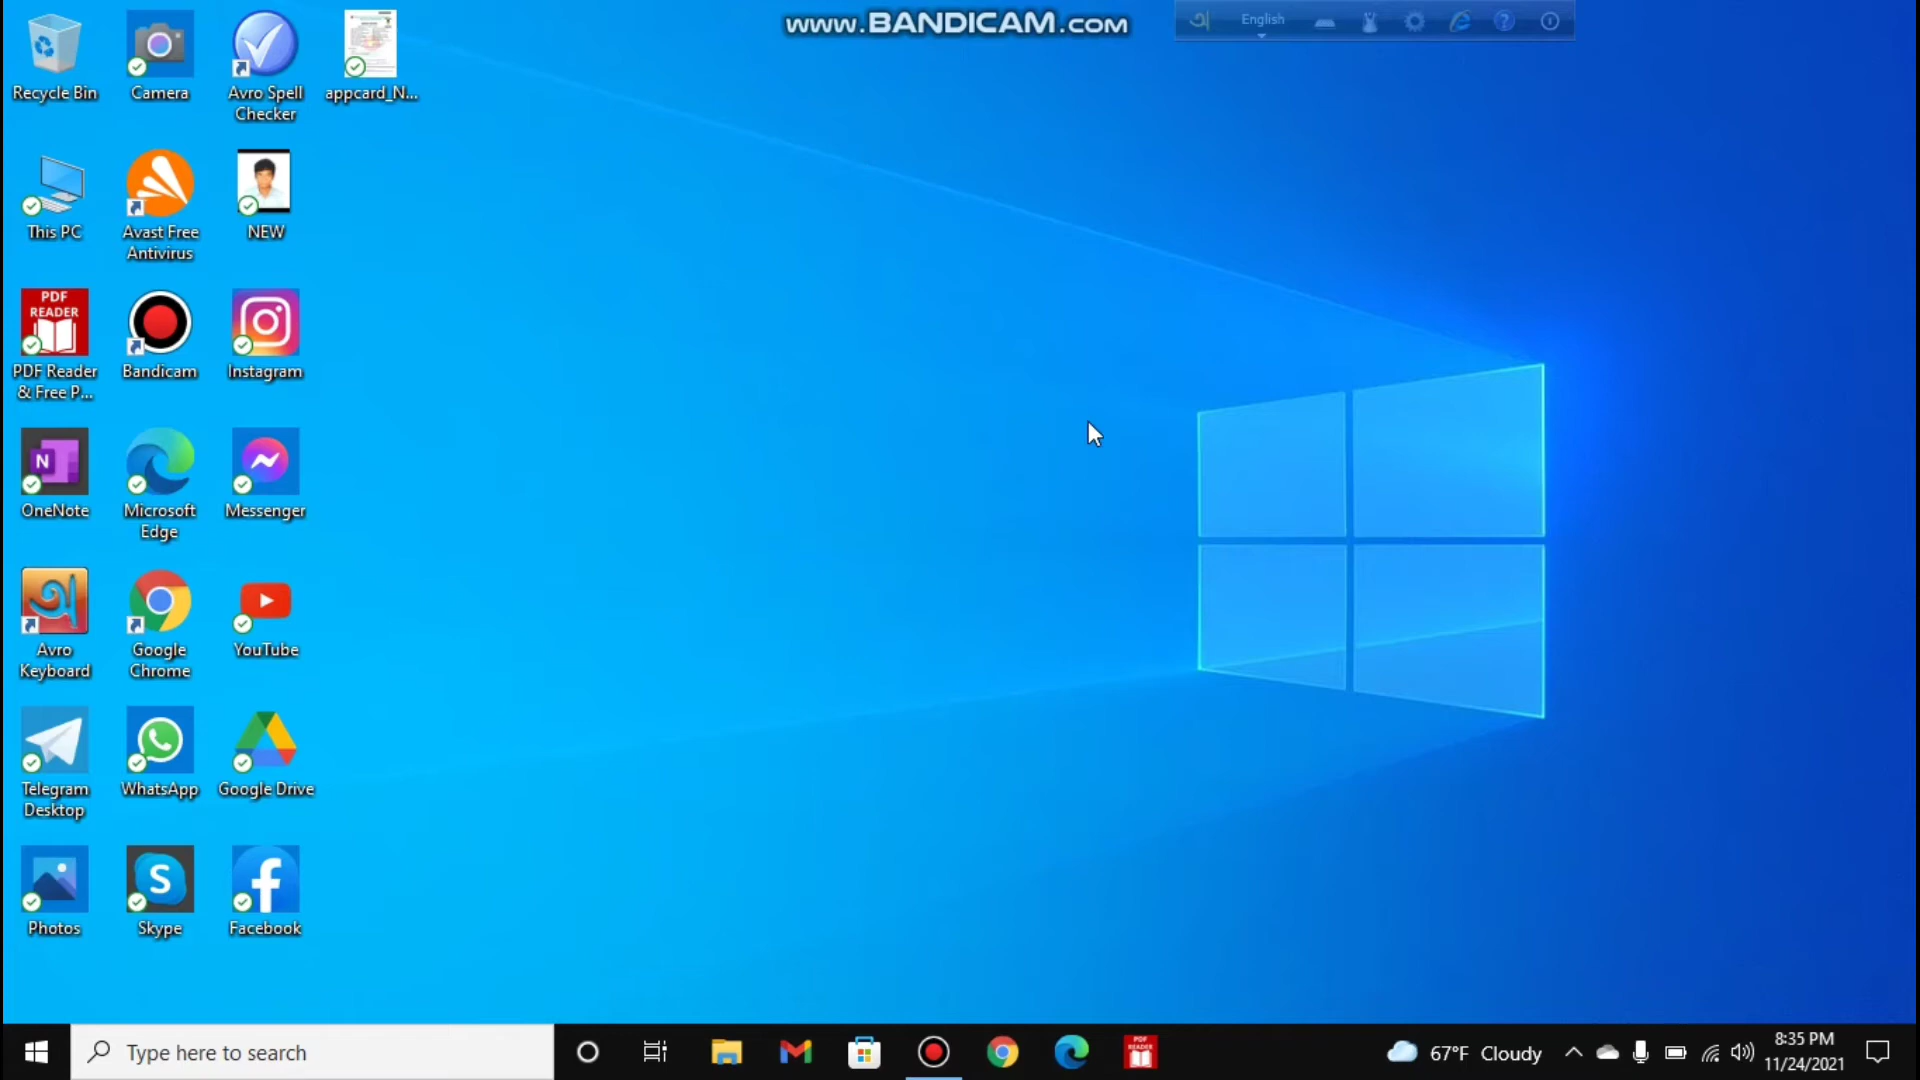 www.BANDICAM.com
English
Recycle Bin
Camera
Avro Spell
Checker
appcard_N...
This PC
Avast Free
Antivirus
NEW
PDF
READER
PDF Reader
& Free P...
Bandicam
Instagram
N
OneNote
Microsoft
Edge
Messenger
অ
Avro
Keyboard
Google
Chrome
YouTube
Telegram
Desktop
WhatsApp
Google Drive
Photos
S
Skype
f
Facebook
Type here to search
PDF
READER
67°F Cloudy
8:35 PM
11/24/2021